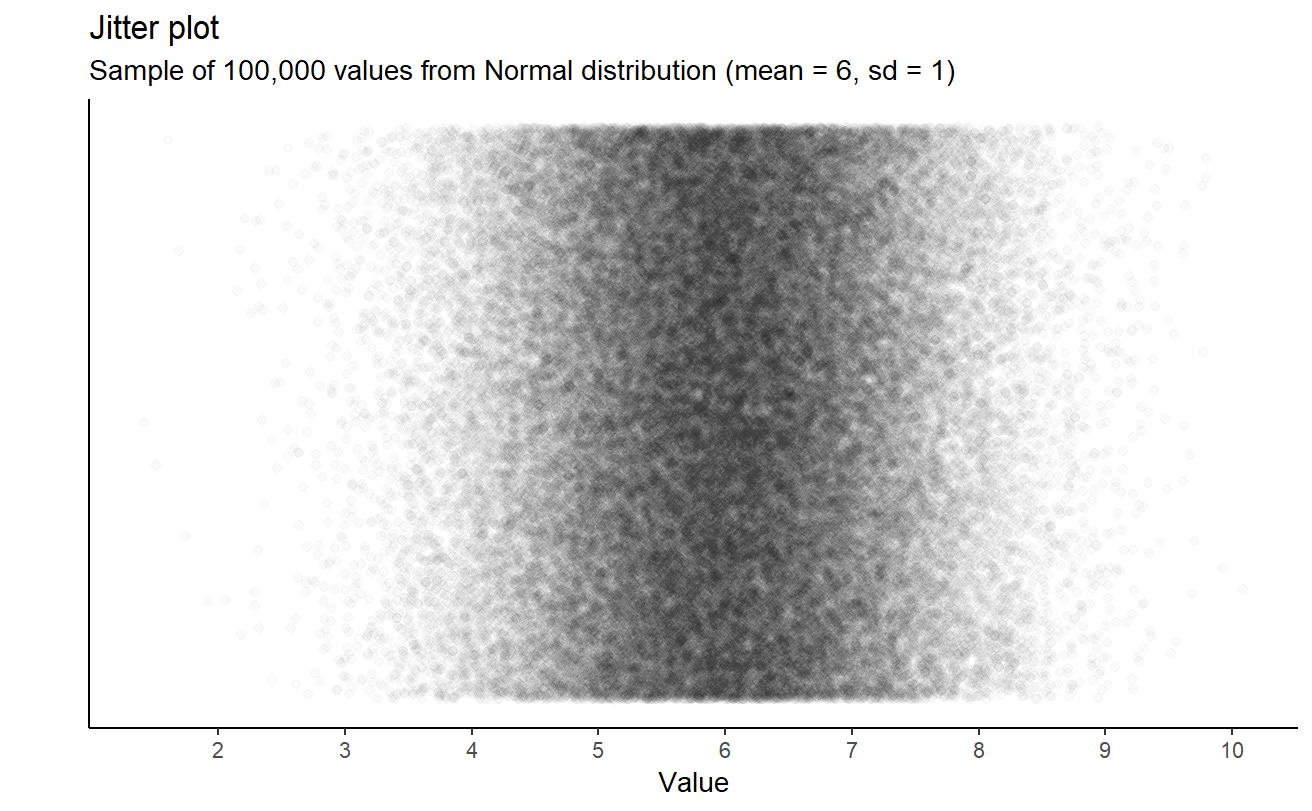 Jitter plot
Sample of 100,000 values from Normal distribution (mean = 6, sd = 1)
2 3 4 5 6 7 8 9 10
Value